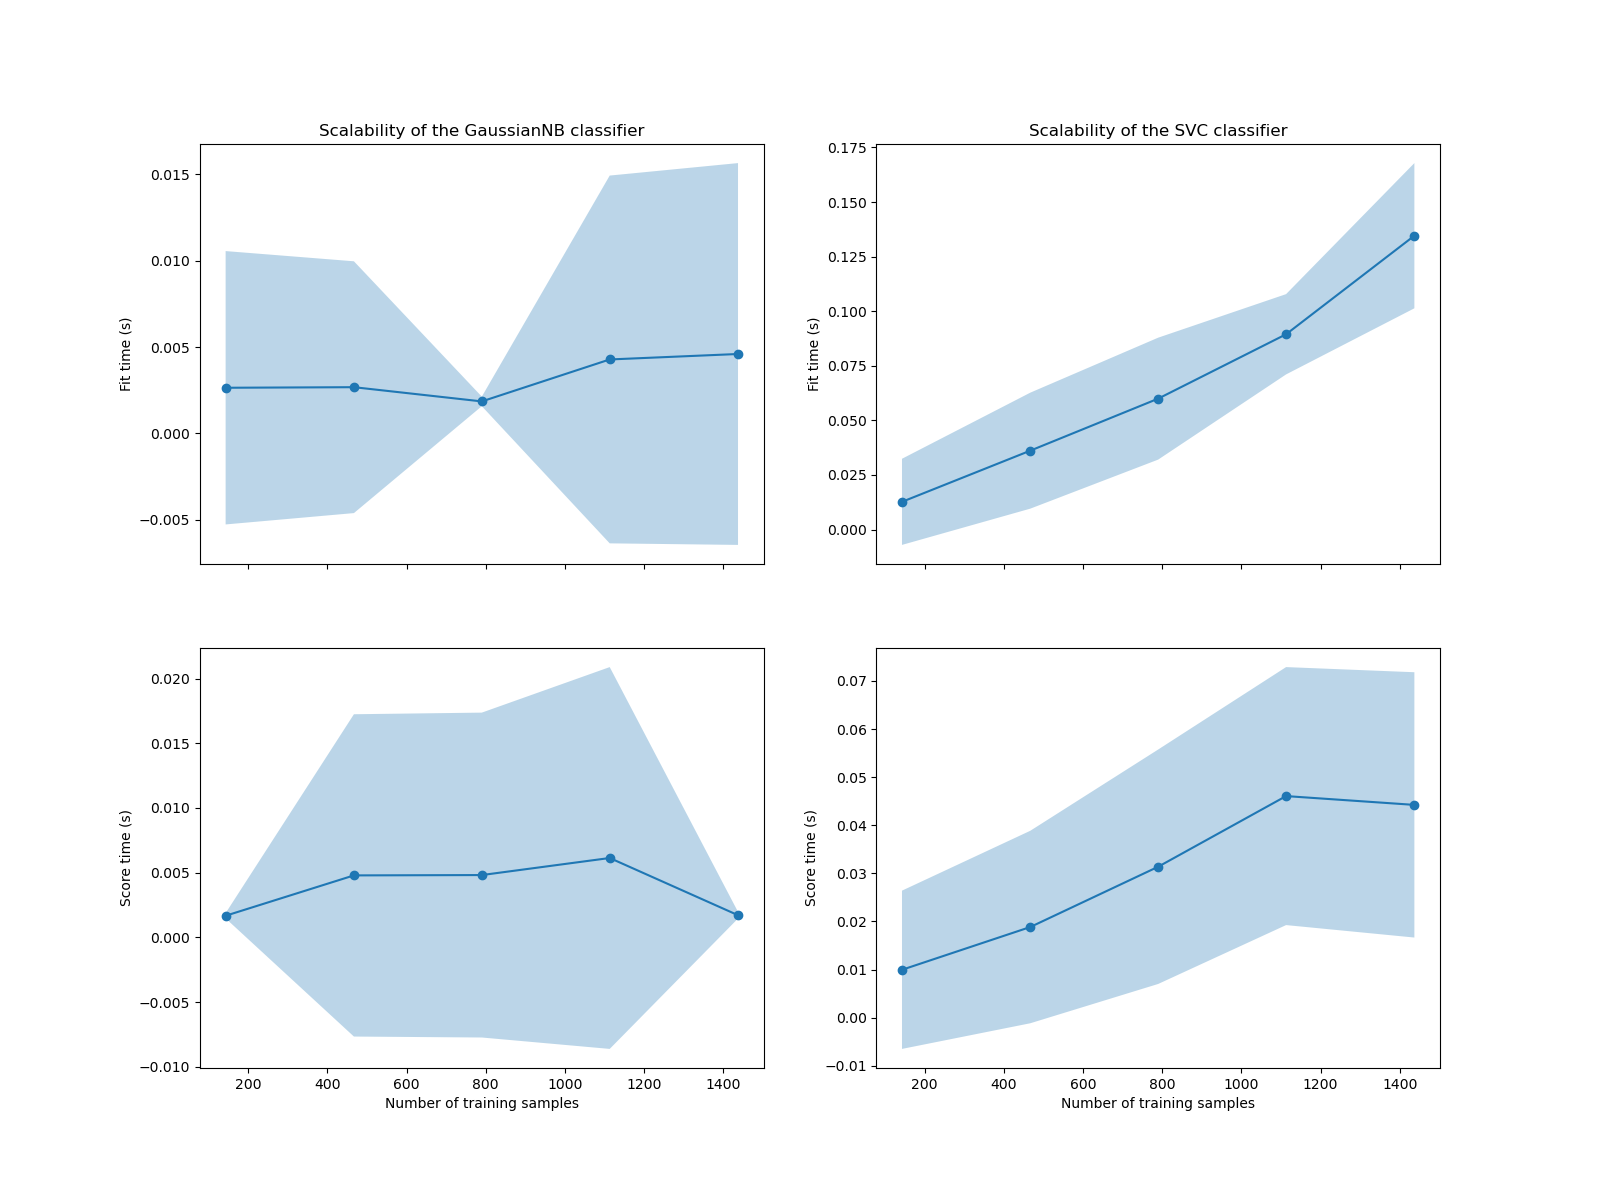 Scalability of the GaussianNB classifier
0.015
0.010
0.005
0.000
−0.005
Fit time (s)
Scalability of the SVC classifier
0.175
0.150
0.125
0.100
0.075
0.050
0.025
0.000
Fit time (s)
0.020
0.015
0.010
0.005
0.000
−0.005
−0.010
Score time (s)
200 400 600 800 1000 1200 1400
Number of training samples
0.07
0.06
0.05
0.04
0.03
0.02
0.01
0.00
−0.01
Score time (s)
200 400 600 800 1000 1200 1400
Number of training samples